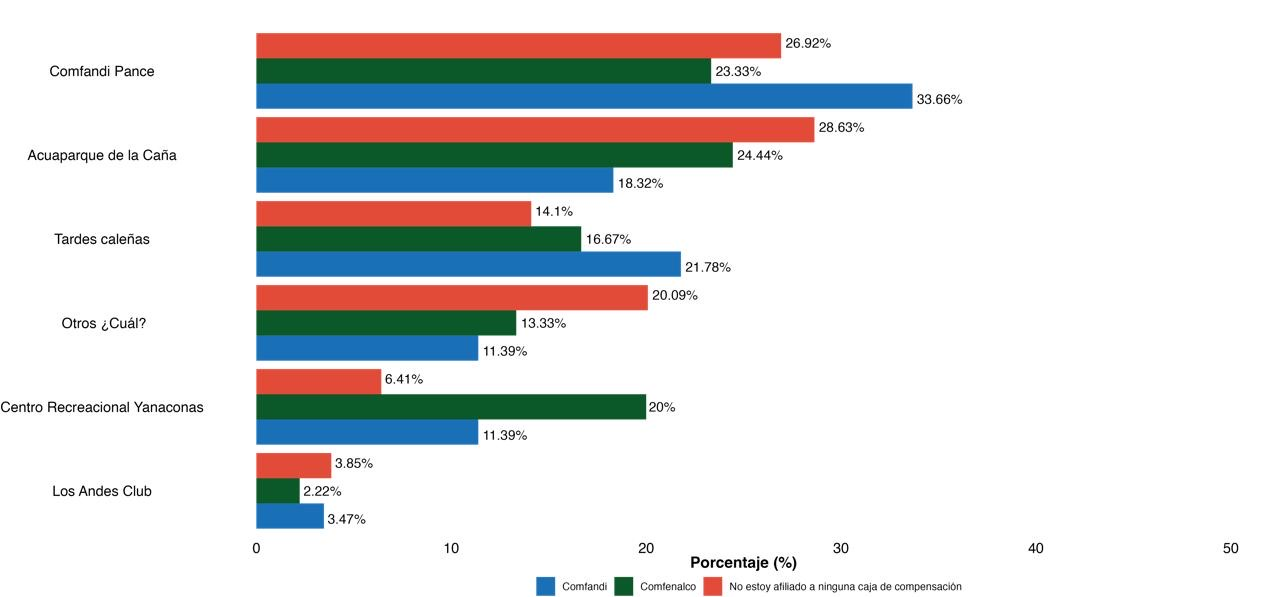 26.92%
Comfandi Pance
23.33%
33.66%
28.63%
Acuaparque de la Caña
24.44%
18.32%
14.1%
Tardes caleñas
16.67%
21.78%
20.09%
Otros ¿Cuál?
13.33%
11.39%
6.41%
Centro Recreacional Yanaconas
20%
11.39%
3.85%
Los Andes Club
2.22%
3.47%
0 10 20 30 40 50
Porcentaje (%)
Comfandi Comfenalco No estoy afiliado a ninguna caja de compensación